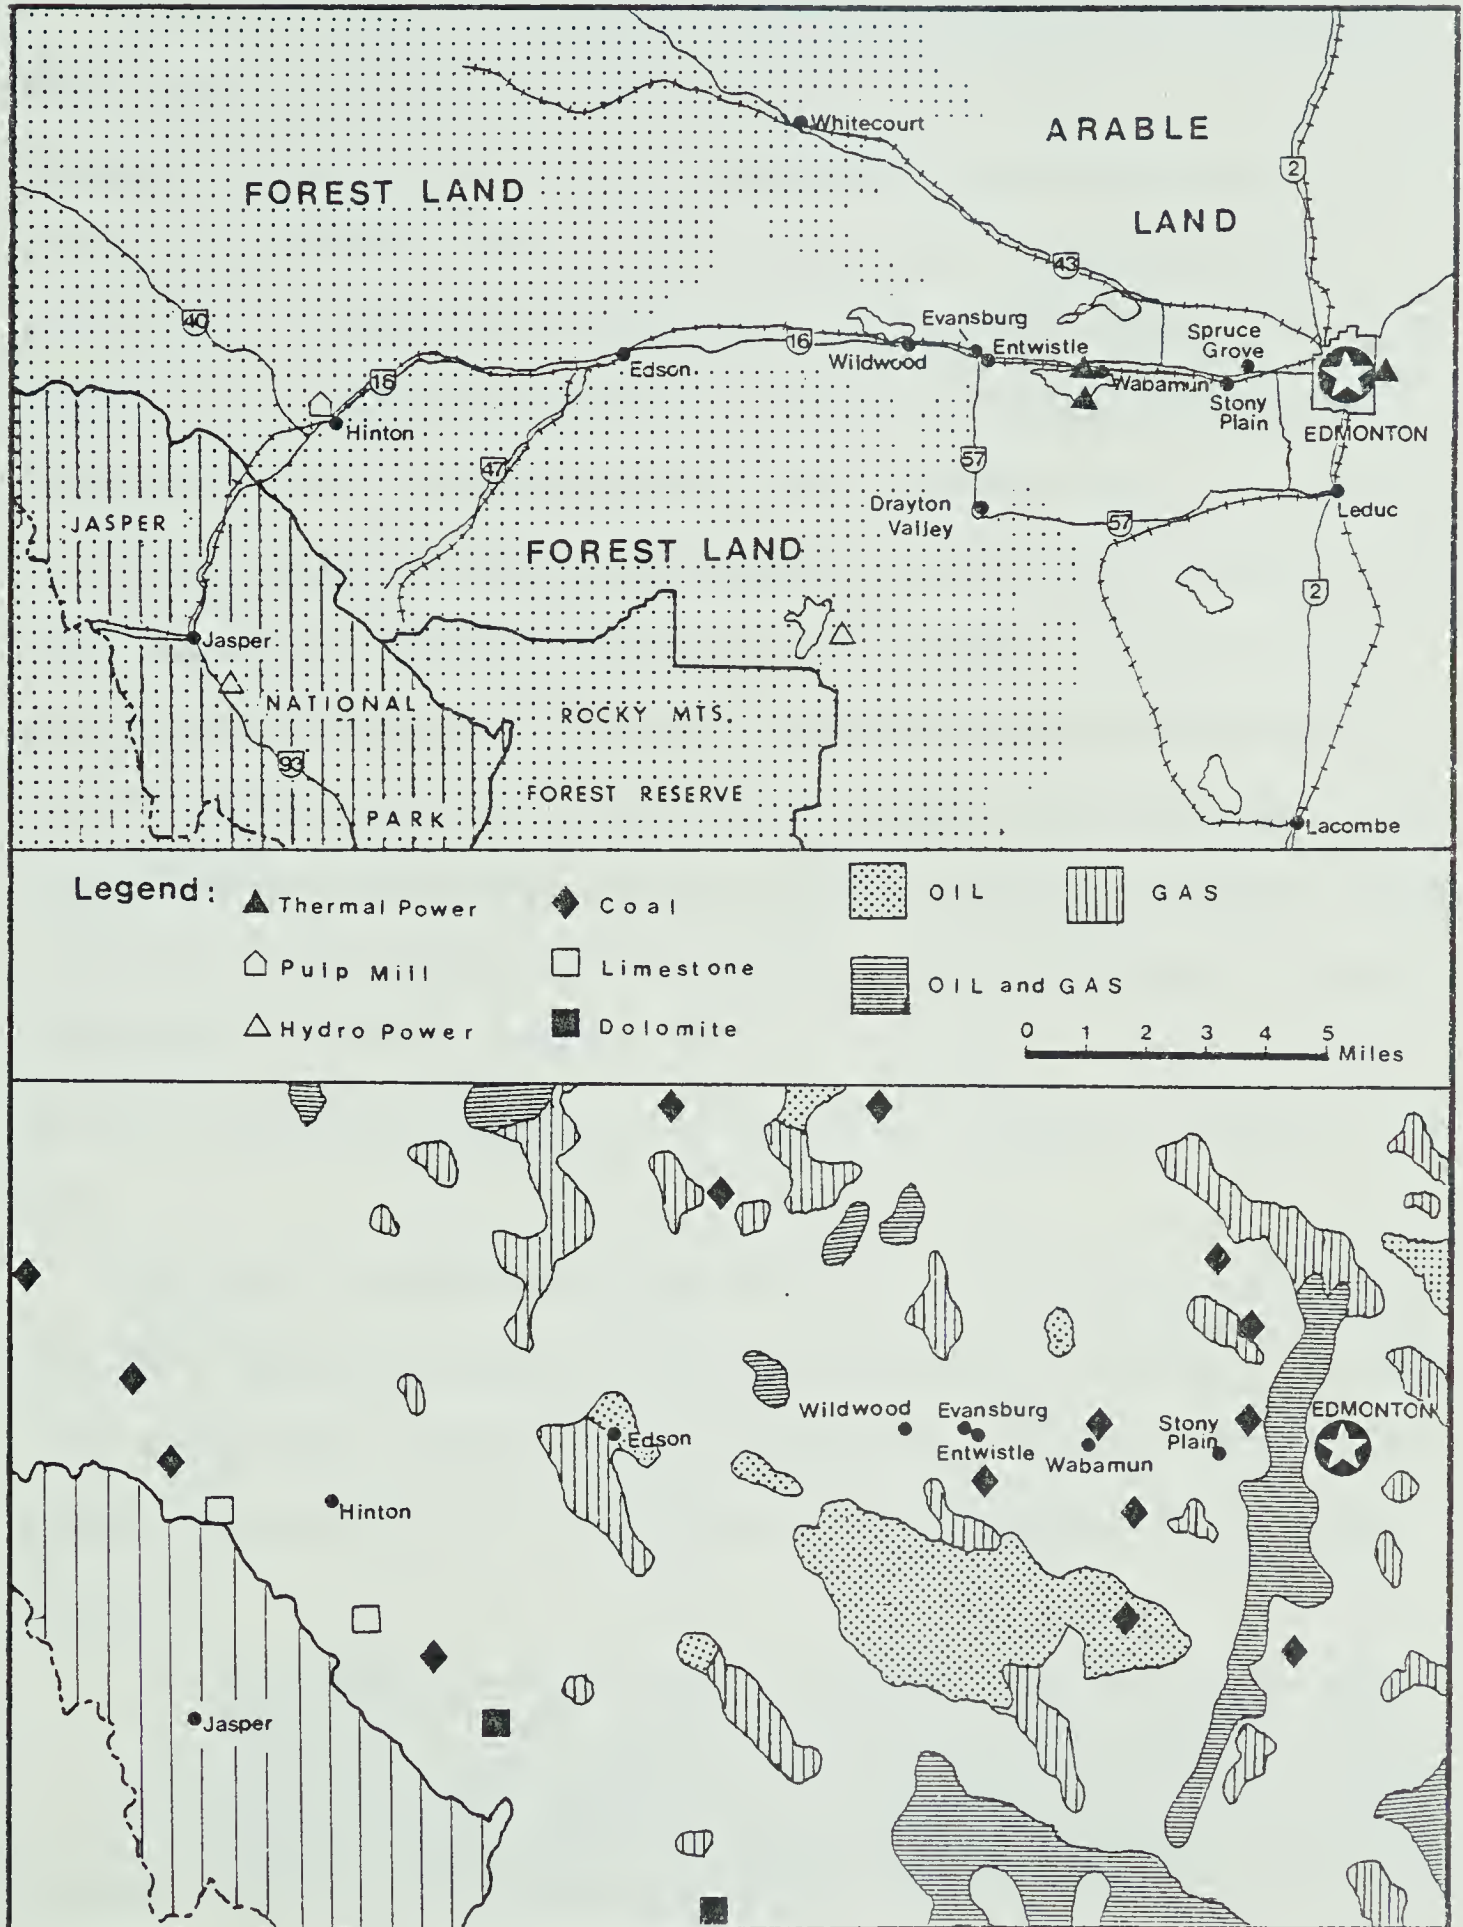 Whitecourt
ARABLE
2
FOREST LAND
LAND
43
40
Evansburg
Spruce
Grove
16
Entwistle
Wildwood
Edson
16
Wabamun
Stony
Plain
Hinton
EDMONTON
47
57
Drayton
Valley
Leduc
JASPER
57
FOREST LAND
2
Jasper
NATIONAL
ROCKY MTS.
93
FOREST RESERVE
PARK
Lacombe
Legend:
Thermal Power
Coal
OIL
GAS
Pulp Mill
Limestone
OIL and GAS
Hydro Power
Dolomite
0 1 2 3 4 5
Miles
Wildwood
Evansburg
EDMONTON
Stony
Plain
Edson
Entwistle
Wabamun
Hinton
Jasper